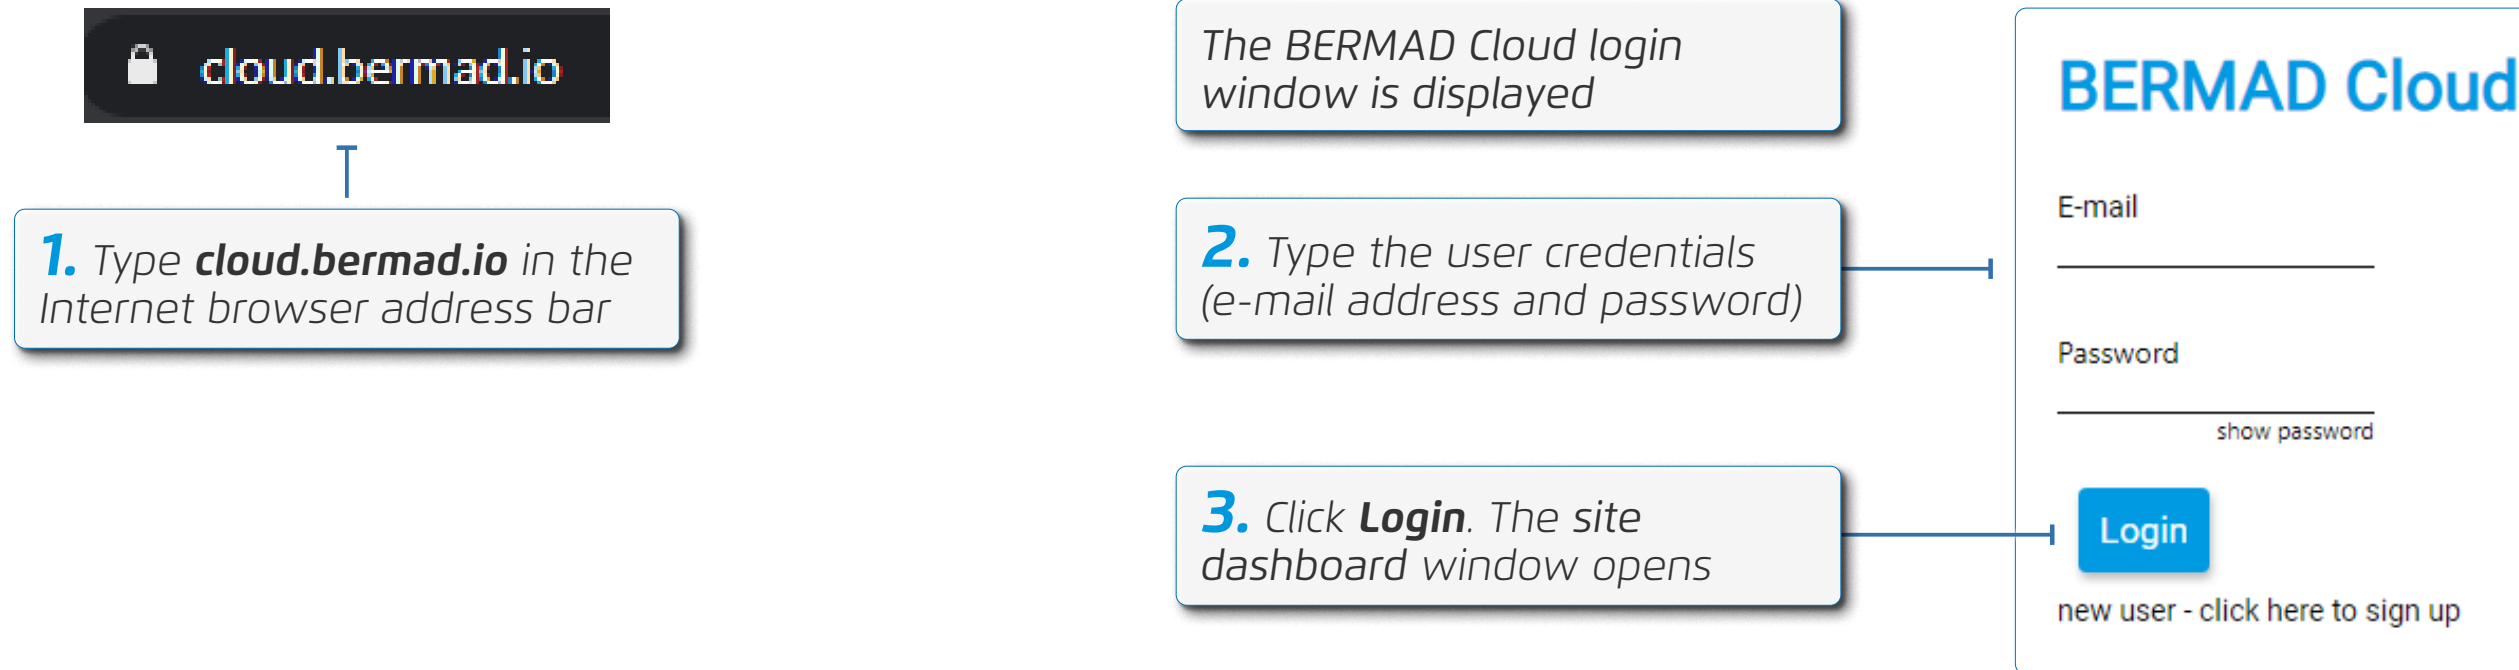 cloud.bermad.io
1. Type cloud.bermad.io in the
Internet browser address bar
The BERMAD Cloud login
window is displayed
2. Type the user credentials
(e-mail address and password)
3. Click Login. The site
dashboard window opens
BERMAD Cloud
E-mail
Password
show password
Login
new user - click here to sign up